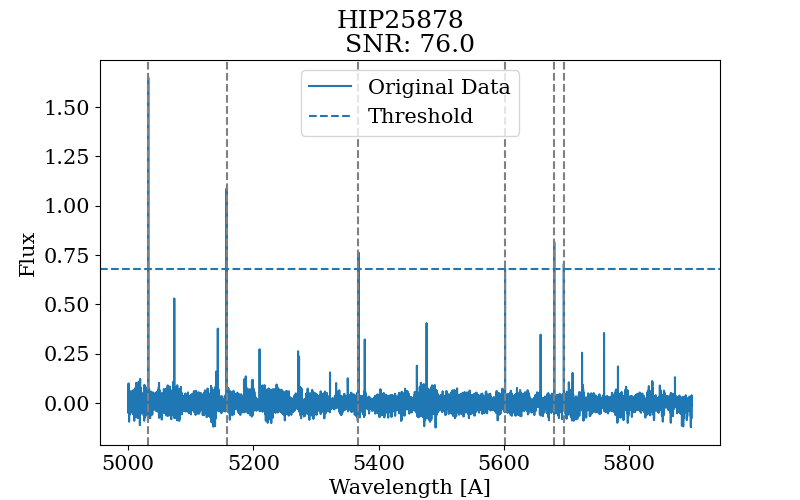 HIP25878
SNR: 76.0
Original Data
Threshold
Flux
1.50
1.25
1.00
0.75
0.50
0.25
0.00
5000 5200 5400 5600 5800
Wavelength [A]